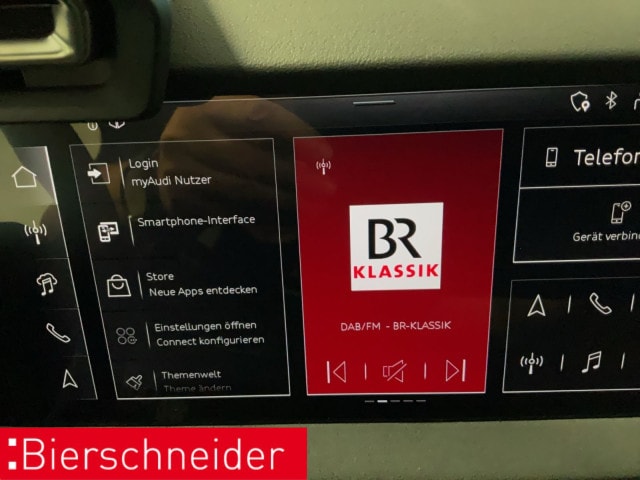 Login
myAudi Nutzer
Smartphone-Interface
Store
Neue Apps entdecken
Einstellungen öffnen
Connect konfigurieren
Themenwelt
Theme ändern
BR
KLASSIK
DAB/FM - BR-KLASSIK
Telefon
Gerät verbind
Bierschneider